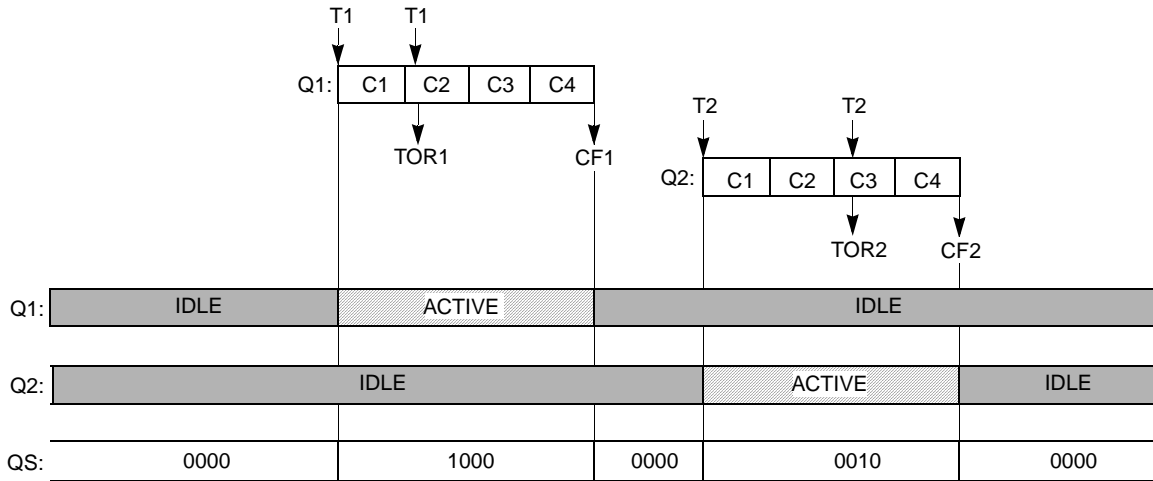 T1 T1
Q1: C1 C2 C3 C4
T2 T2
TOR1 CF1
Q2: C1 C2 C3 C4
TOR2 CF2
Q1: IDLE ACTIVE IDLE
Q2: IDLE ACTIVE IDLE
QS: 0000 1000 0000 0010 0000